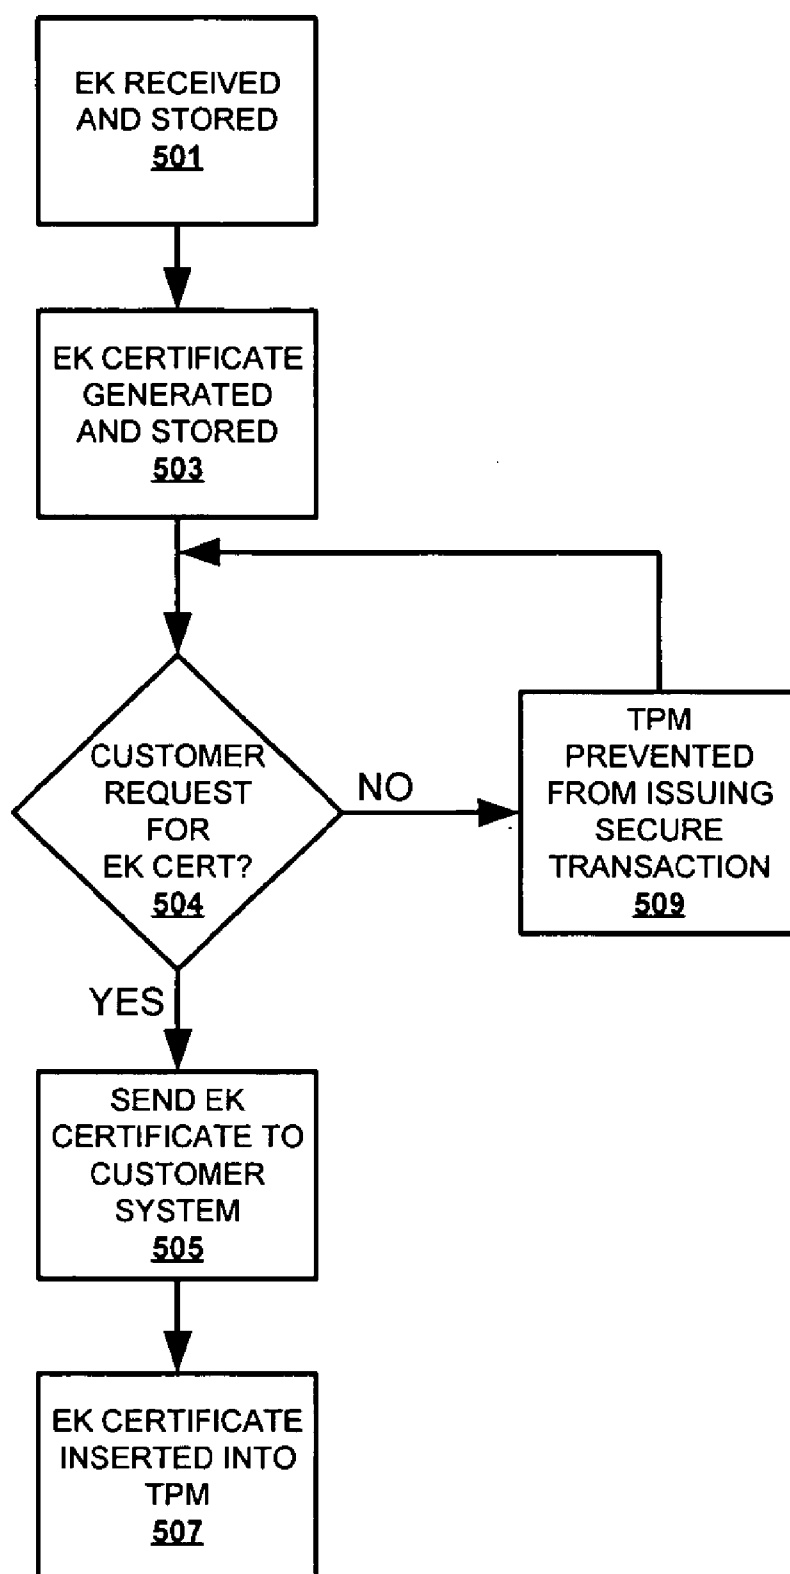 EK RECEIVED
AND STORED
501
EK CERTIFICATE
GENERATED
AND STORED
503
CUSTOMER
REQUEST
FOR
EK CERT?
504
NO
TPM
PREVENTED
FROM ISSUING
SECURE
TRANSACTION
509
YES
SEND EK
CERTIFICATE TO
CUSTOMER
SYSTEM
505
EK CERTIFICATE
INSERTED INTO
TPM
507